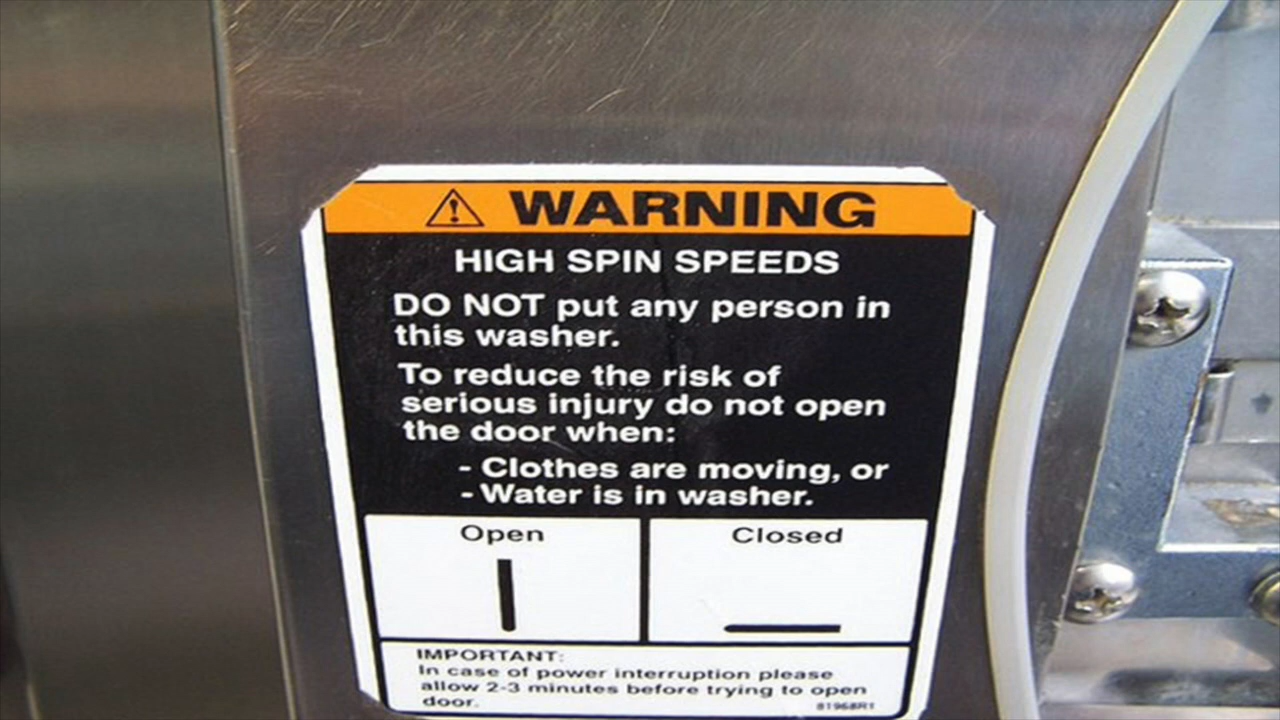 WARNING
HIGH SPIN SPEEDS
DO NOT put any person in
this washer.
To reduce the risk of
serious injury do not open
the door when:
- Clothes are moving, or
- Water is in washer.
Open
Closed
IMPORTANT:
In case of power interruption please
allow 2-3 minutes before trying to open
door.
81968R1